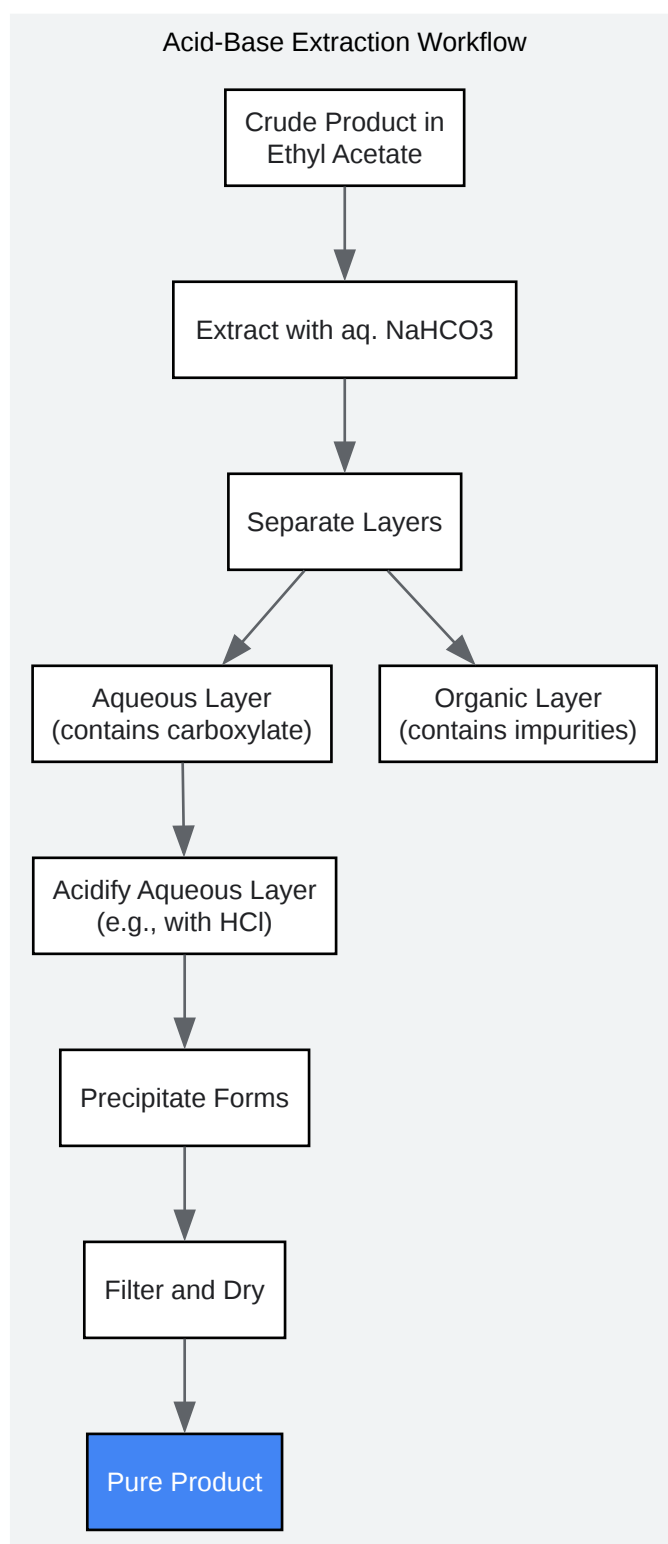 Acid-Base Extraction Workflow
Crude Product in
Ethyl Acetate
Extract with aq. NaHCO3
Separate Layers
Aqueous Layer
(contains carboxylate)
Organic Layer
(contains impurities)
Acidify Aqueous Layer
(e.g., with HCl)
Precipitate Forms
Filter and Dry
Pure Product